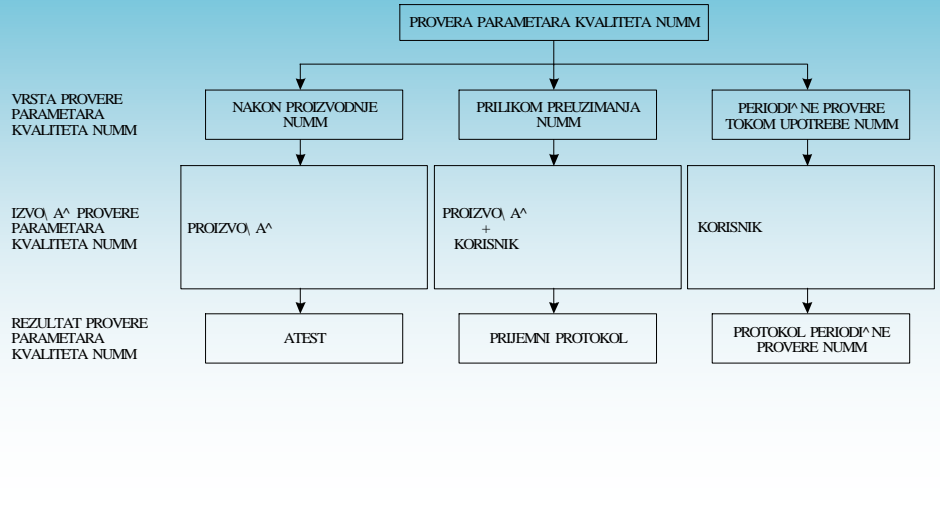 PROVERA PARAMETARA KVALITETA NUMM
VRSTA PROVERE
PARAMETARA
KVALITETA NUMM
NAKON PROIZVODNJE
NUMM
PRILIKOM PREUZIMANJA
NUMM
PERIODI^NE PROVERE
TOKOM UPOTREBE NUMM
IZVO\A^ PROVERE
PARAMETARA
KVALITETA NUMM
PROIZVO\A^
PROIZVO\A^
+
KORISNIK
KORISNIK
REZULTAT PROVERE
PARAMETARA
KVALITETA NUMM
ATEST
PRIJEMNI PROTOKOL
PROTOKOL PERIODI^NE
PROVERE NUMM